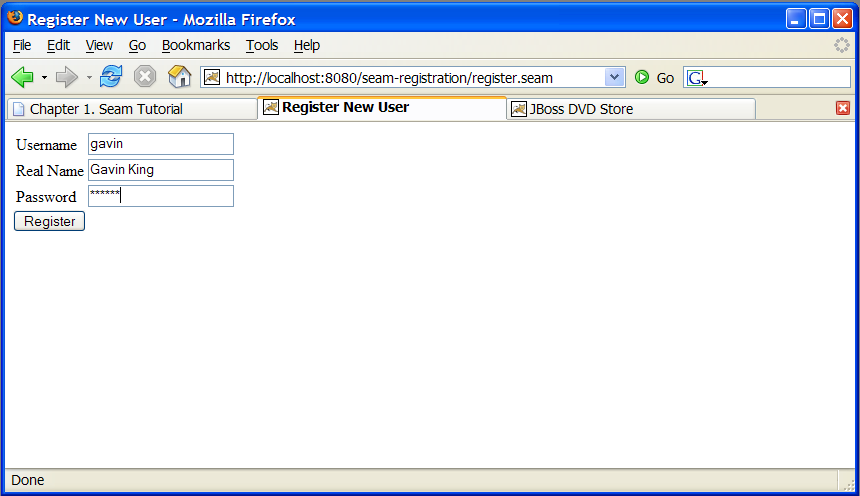 Register New User - Mozilla Firefox
File Edit View Go Bookmarks Tools Help
http://localhost:8080/seam-registration/register.seam Go G
Chapter 1. Seam Tutorial Register New User JBoss DVD Store
Username gavin
Real Name Gavin King
Password ******
Register
Done